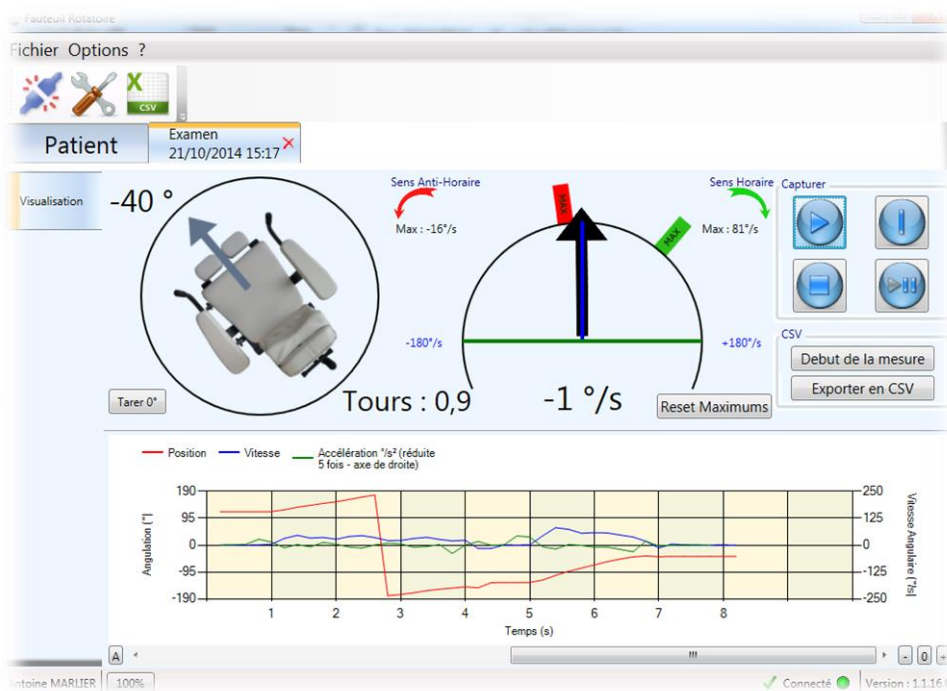 Fauteuil Rotatoire
Fichier Options ?
X
CSV
Patient
Examen
21/10/2014 15:17
Visualisation
-40 °
Tarer 0°
Sens Anti-Horaire
Max : -16°/s
MAX
MAX
Sens Horaire
Max : 81°/s
-180°/s
+180°/s
Tours : 0,9
-1 °/s
Reset Maximums
Capturer
CSV
Debut de la mesure
Exporter en CSV
Position
Vitesse
Accélération °/s² (réduite
5 fois - axe de droite)
190
95
0
-95
-190
Angulation [°]
250
125
0
-125
-250
Vitesse Angulaire [°/s]
1 2 3 4 5 6 7 8
Temps (s)
A
- 0 +
ntoine MARLIER
100%
Connecté
Version : 1.1.16.